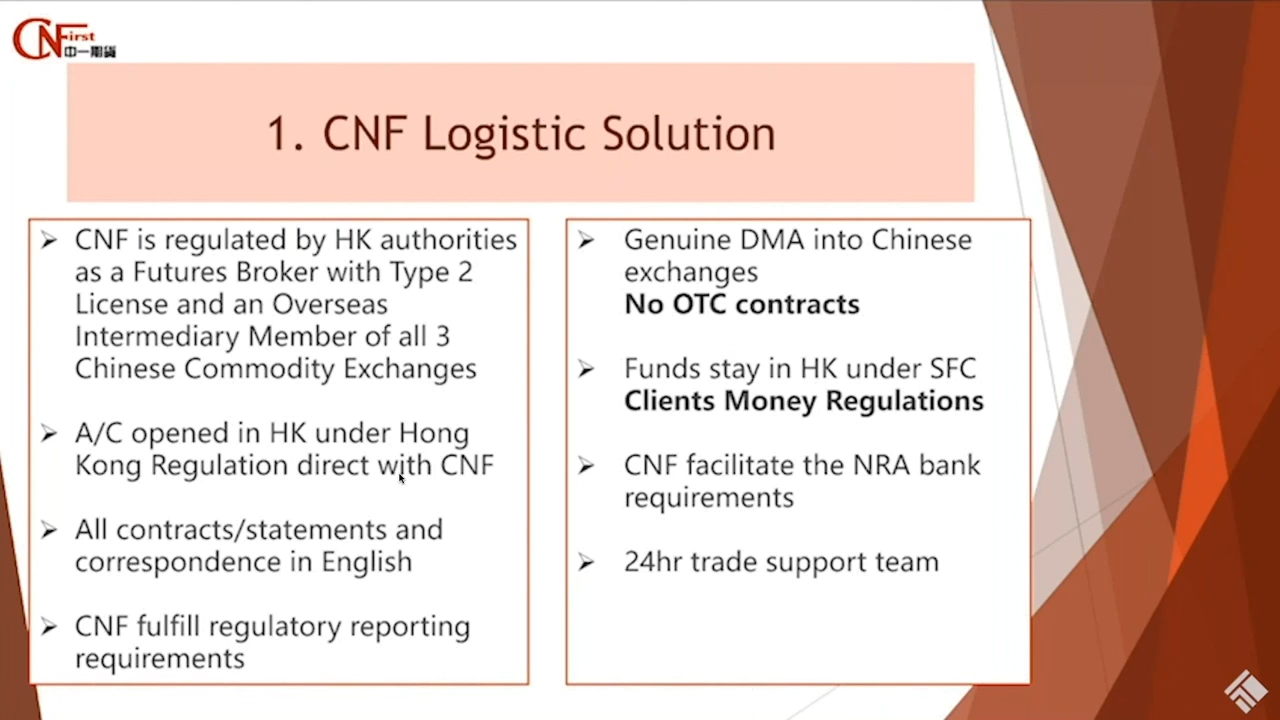 CNFirst
中一期貨
1. CNF Logistic Solution
CNF is regulated by HK authorities
as a Futures Broker with Type 2
License and an Overseas
Intermediary Member of all 3
Chinese Commodity Exchanges
A/C opened in HK under Hong
Kong Regulation direct with CNF
All contracts/statements and
correspondence in English
CNF fulfill regulatory reporting
requirements
Genuine DMA into Chinese
exchanges
No OTC contracts
Funds stay in HK under SFC
Clients Money Regulations
CNF facilitate the NRA bank
requirements
24hr trade support team